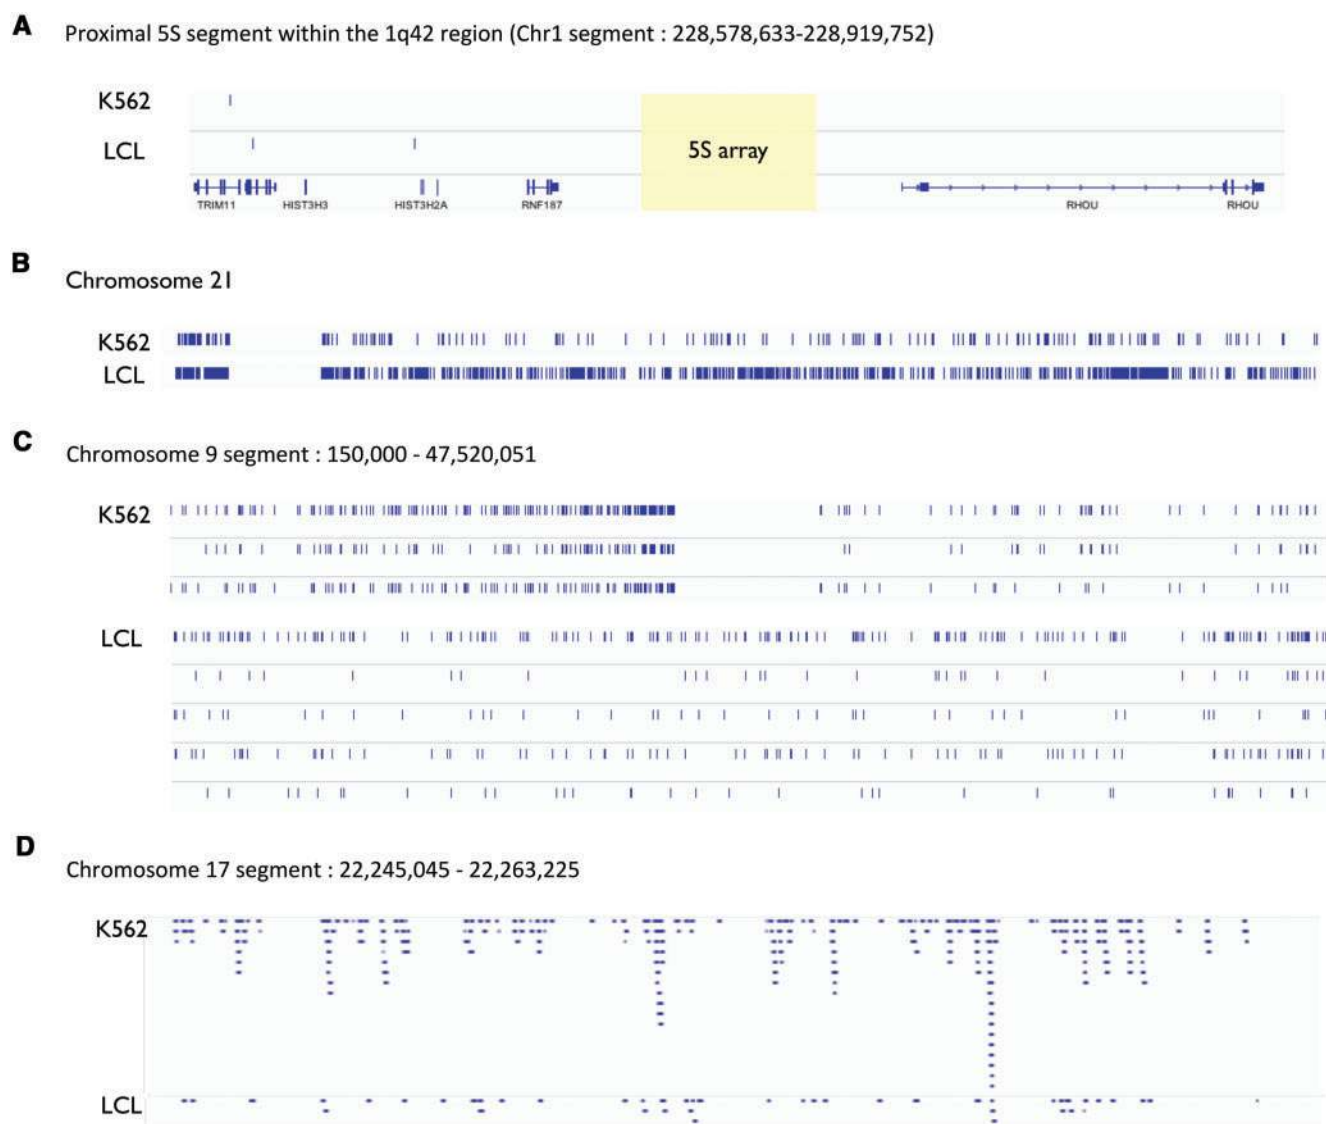 A Proximal 5S segment within the 1q42 region (Chr1 segment : 228,578,633-228,919,752)
K562
LCL
5S array
TRIM11 HIST3H3 HIST3H2A RNF187 RHOU RHOU
B Chromosome 21
K562
LCL
C Chromosome 9 segment : 150,000 - 47,520,051
K562
LCL
D Chromosome 17 segment : 22,245,045 - 22,263,225
K562
LCL